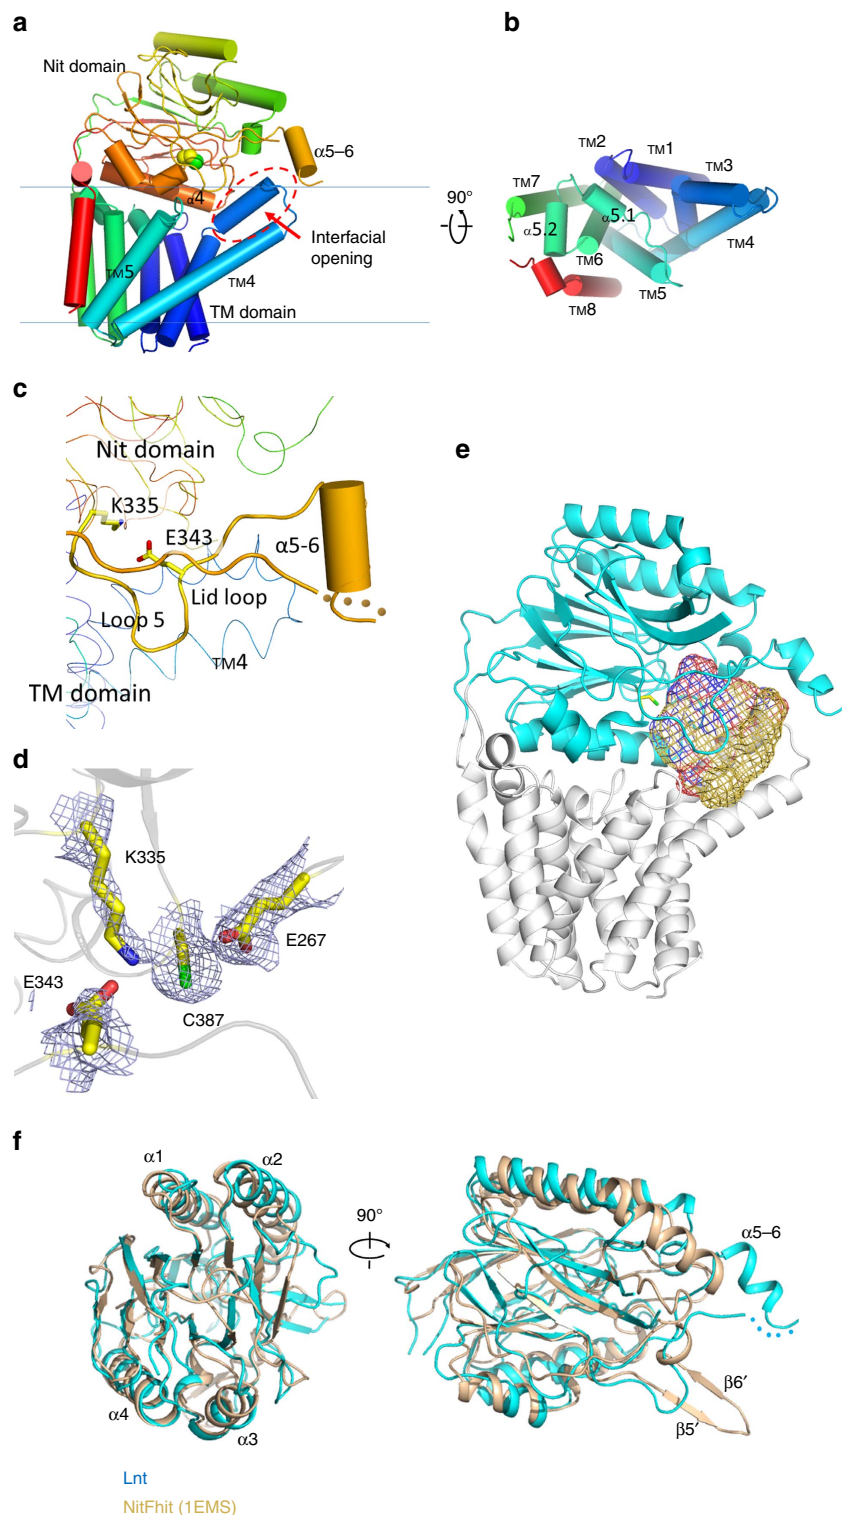 a
Nit domain
α5–6
α4
Interfacial
opening
TM5
TM4
TM domain
b
90°
TM2
TM1
TM3
TM7
α5.1
α5.2
TM4
TM6
TM5
TM8
c
Nit domain
K335
E343
α5-6
Lid loop
Loop 5
TM4
TM domain
d
K335
E267
E343
C387
e
f
α1
α2
90°
α5–6
α4
α3
β6′
β5′
Lnt
NitFhit (1EMS)